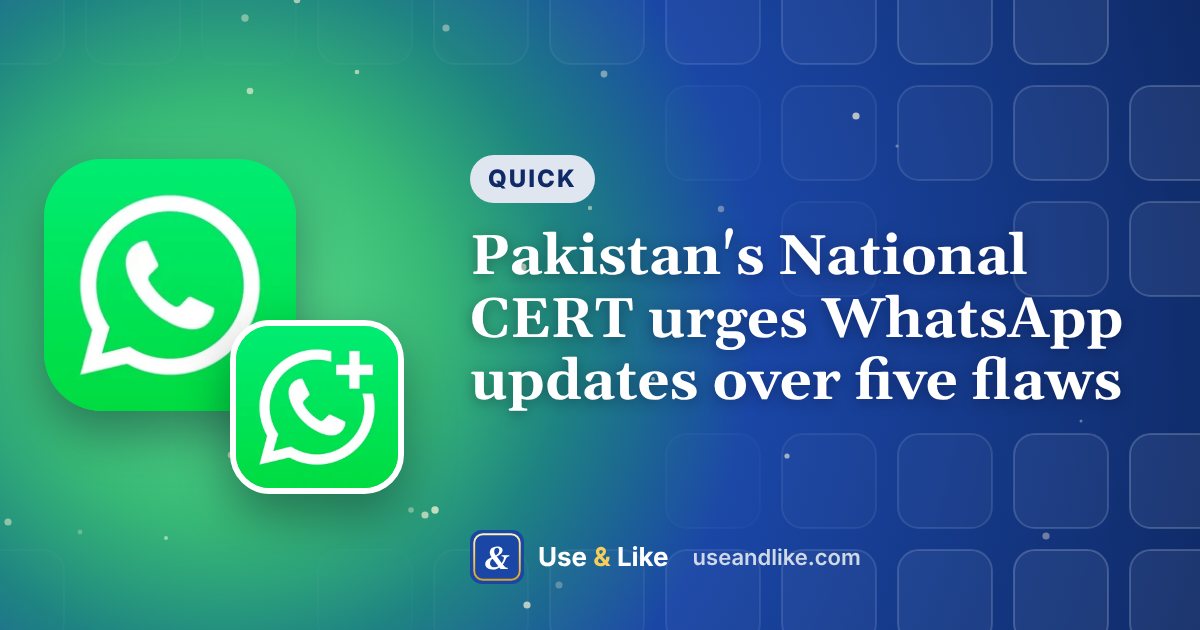 QUICK
Pakistan's National
CERT urges WhatsApp
updates over five flaws
& Use & Like useandlike.com